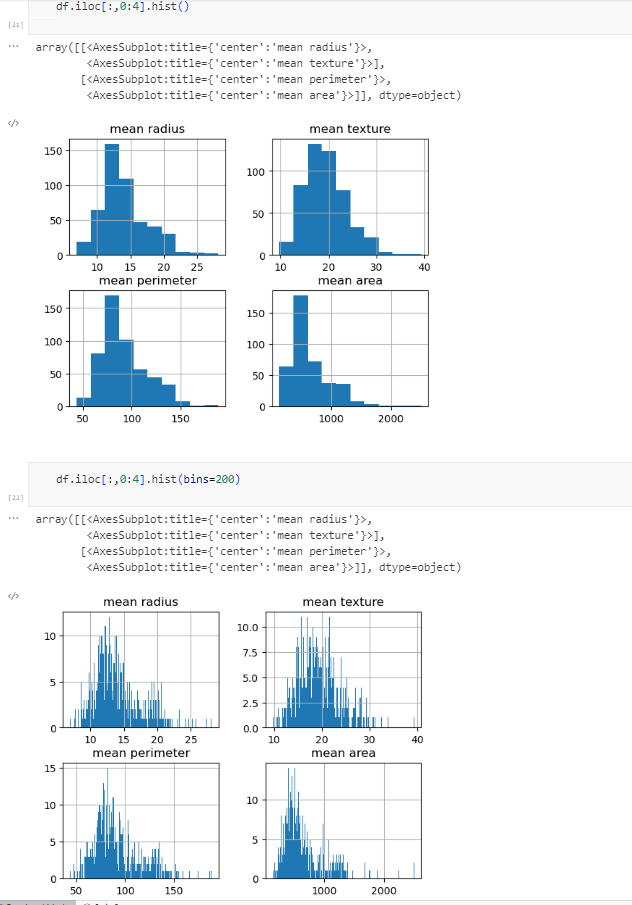 df.iloc[:,0:4].hist()
[21]
... array([[<AxesSubplot:title={'center':'mean radius'}>,
<AxesSubplot:title={'center':'mean texture'}>],
[<AxesSubplot:title={'center':'mean perimeter'}>,
<AxesSubplot:title={'center':'mean area'}>]], dtype=object)
</>
mean radius mean texture
150
100
50
0
10 15 20 25
100
50
0
10 20 30 40
mean perimeter mean area
150
100
50
0
50 100 150
150
100
50
0
1000 2000
df.iloc[:,0:4].hist(bins=200)
[22]
... array([[<AxesSubplot:title={'center':'mean radius'}>,
<AxesSubplot:title={'center':'mean texture'}>],
[<AxesSubplot:title={'center':'mean perimeter'}>,
<AxesSubplot:title={'center':'mean area'}>]], dtype=object)
</>
mean radius mean texture
10
5
0
10 15 20 25
10.0
7.5
5.0
2.5
0.0
10 20 30 40
mean perimeter mean area
15
10
5
0
50 100 150
10
5
0
1000 2000